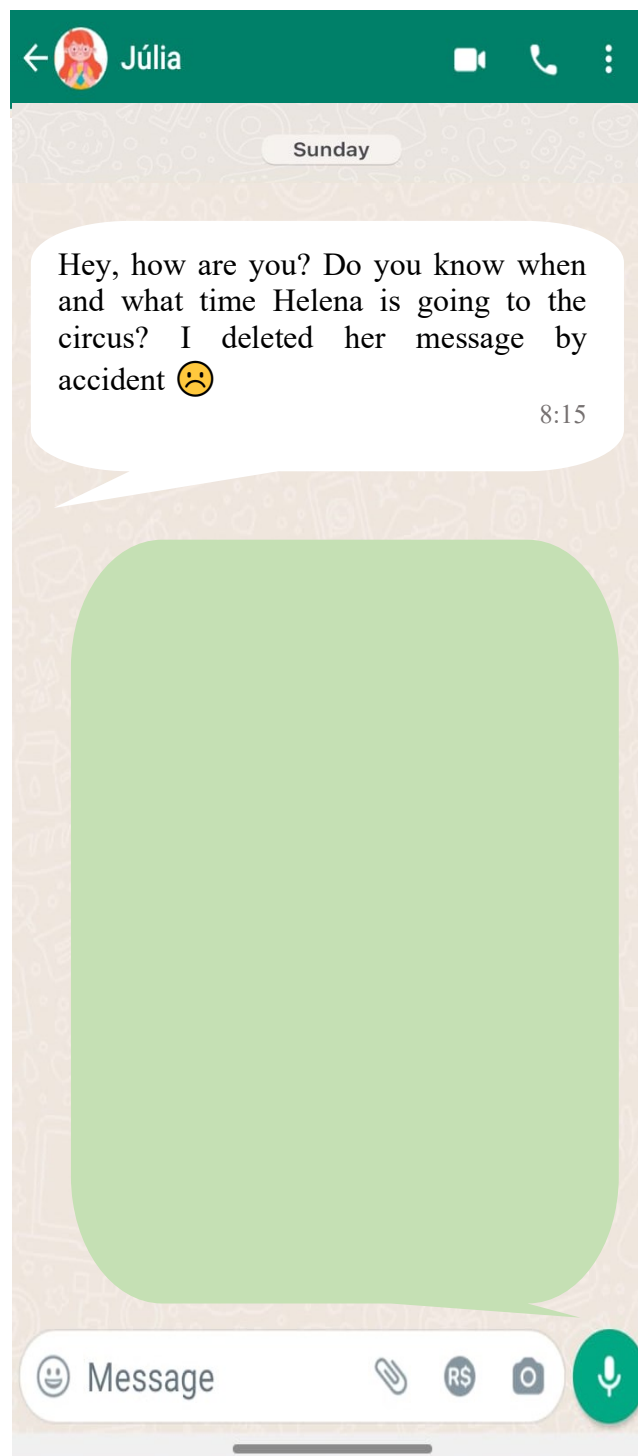 Júlia
Sunday
Hey, how are you? Do you know when
and what time Helena is going to the
circus? I deleted her message by
accident ☹
8:15
Message
R$